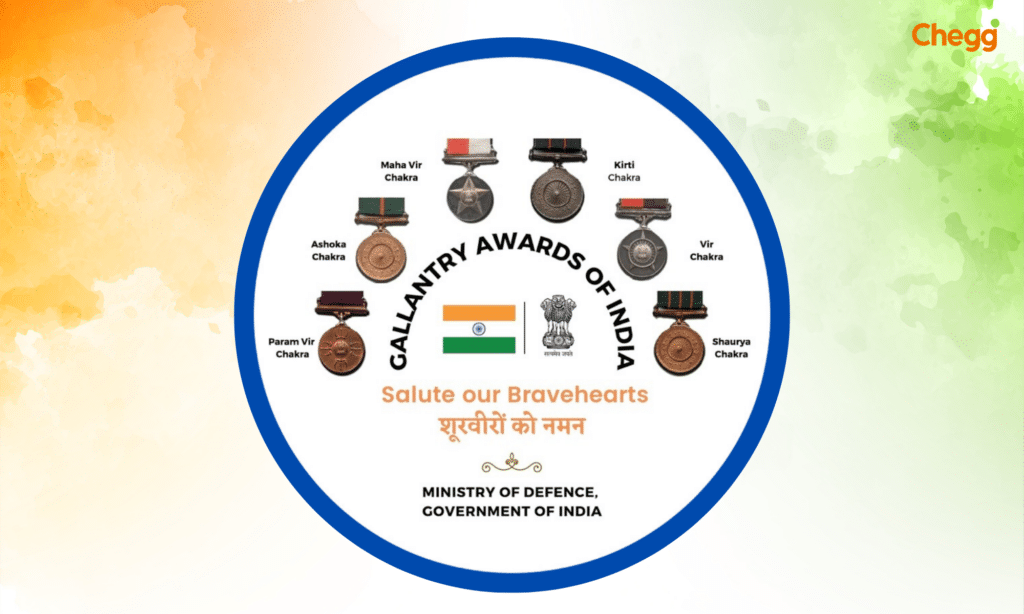 Chegg
Maha Vir
Chakra
Kirti
Chakra
Ashoka
Chakra
Vir
Chakra
Param Vir
Chakra
Shaurya
Chakra
GALLANTRY AWARDS OF INDIA
सत्यमेव जयते
Salute our Bravehearts
शूरवीरों को नमन
MINISTRY OF DEFENCE,
GOVERNMENT OF INDIA